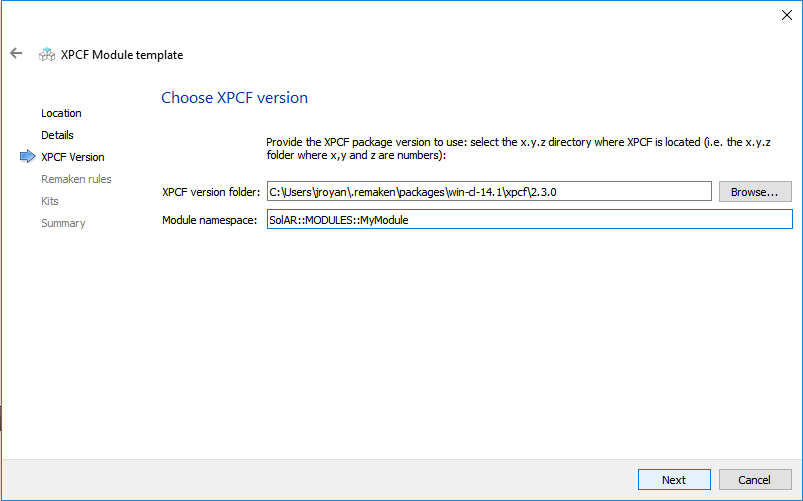 XPCF Module template
Location
Details
XPCF Version
Remaken rules
Kits
Summary
Choose XPCF version
Provide the XPCF package version to use: select the x.y.z directory where XPCF is located (i.e. the x.y.z
folder where x,y and z are numbers):
XPCF version folder: C:\Users\jroyan\.remaken\packages\win-cl-14.1\xpcf\2.3.0 Browse...
Module namespace: SolAR::MODULES::MyModule
Next Cancel